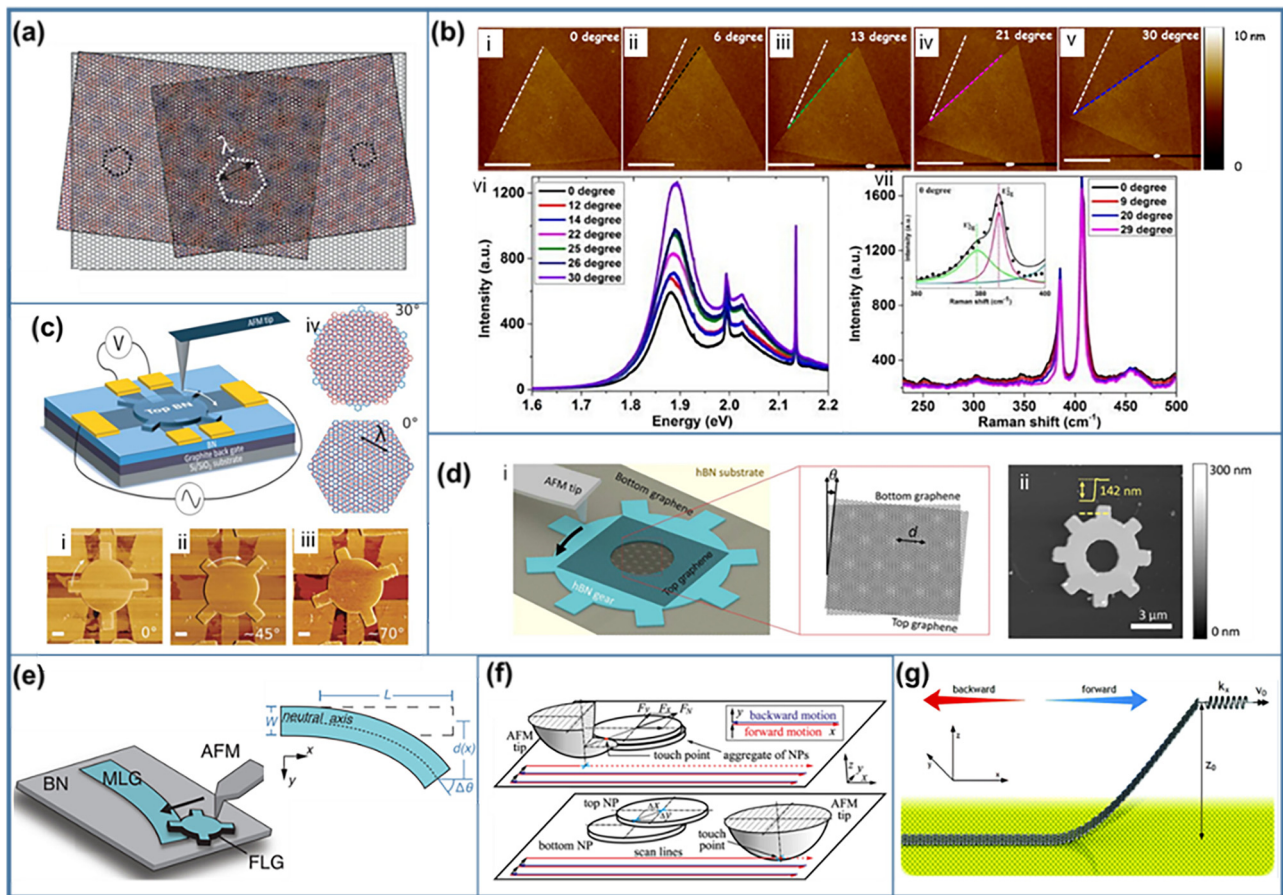 (a)
λ
(b)
i
0 degree
ii
6 degree
iii
13 degree
iv
21 degree
v
30 degree
10 nm
0
vi
1200
900
600
300
0
Intensity (a.u.)
0 degree
12 degree
14 degree
22 degree
25 degree
26 degree
30 degree
1.6 1.7 1.8 1.9 2.0 2.1 2.2
Energy (eV)
vii
1600
1200
800
400
Intensity (a.u.)
0 degree
9 degree
20 degree
29 degree
θ degree
Intensity (a.u.)
360 380 400
Raman shift (cm⁻¹)
250 300 350 400 450 500
Raman shift (cm⁻¹)
(c)
V
AFM tip
Top BN
BN
Graphite back gate
Si/SiO₂ substrate
iv
30°
0°
λ
i
0°
ii
~45°
iii
~70°
(d)
i
AFM tip
Bottom graphene
hBN substrate
Top graphene
hBN gear
θ
Bottom graphene
d
Top graphene
ii
142 nm
3 µm
300 nm
0 nm
(e)
BN
MLG
AFM
FLG
L
W
neutral axis
d(x)
Δθ
x
y
(f)
AFM
tip
touch point
aggregate of NPs
backward motion
forward motion
y
x
z
y
x
top NP
bottom NP
ΔX
ΔY
scan lines
touch
point
AFM
tip
(g)
backward
forward
kₓ
v₀
z₀
z
y
x